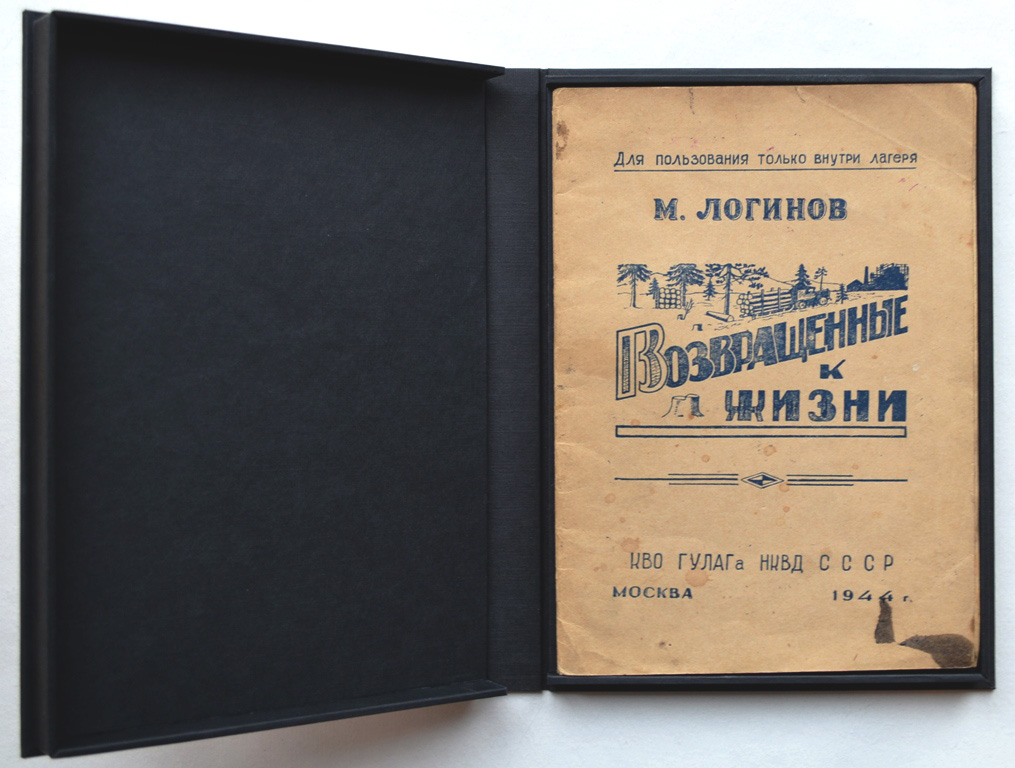 Для пользования только внутри лагеря
М. ЛОГИНОВ
ВОЗВРАЩЕННЫЕ
К
ЖИЗНИ
КВО ГУЛАГа НКВД СССР
МОСКВА 1944 г.